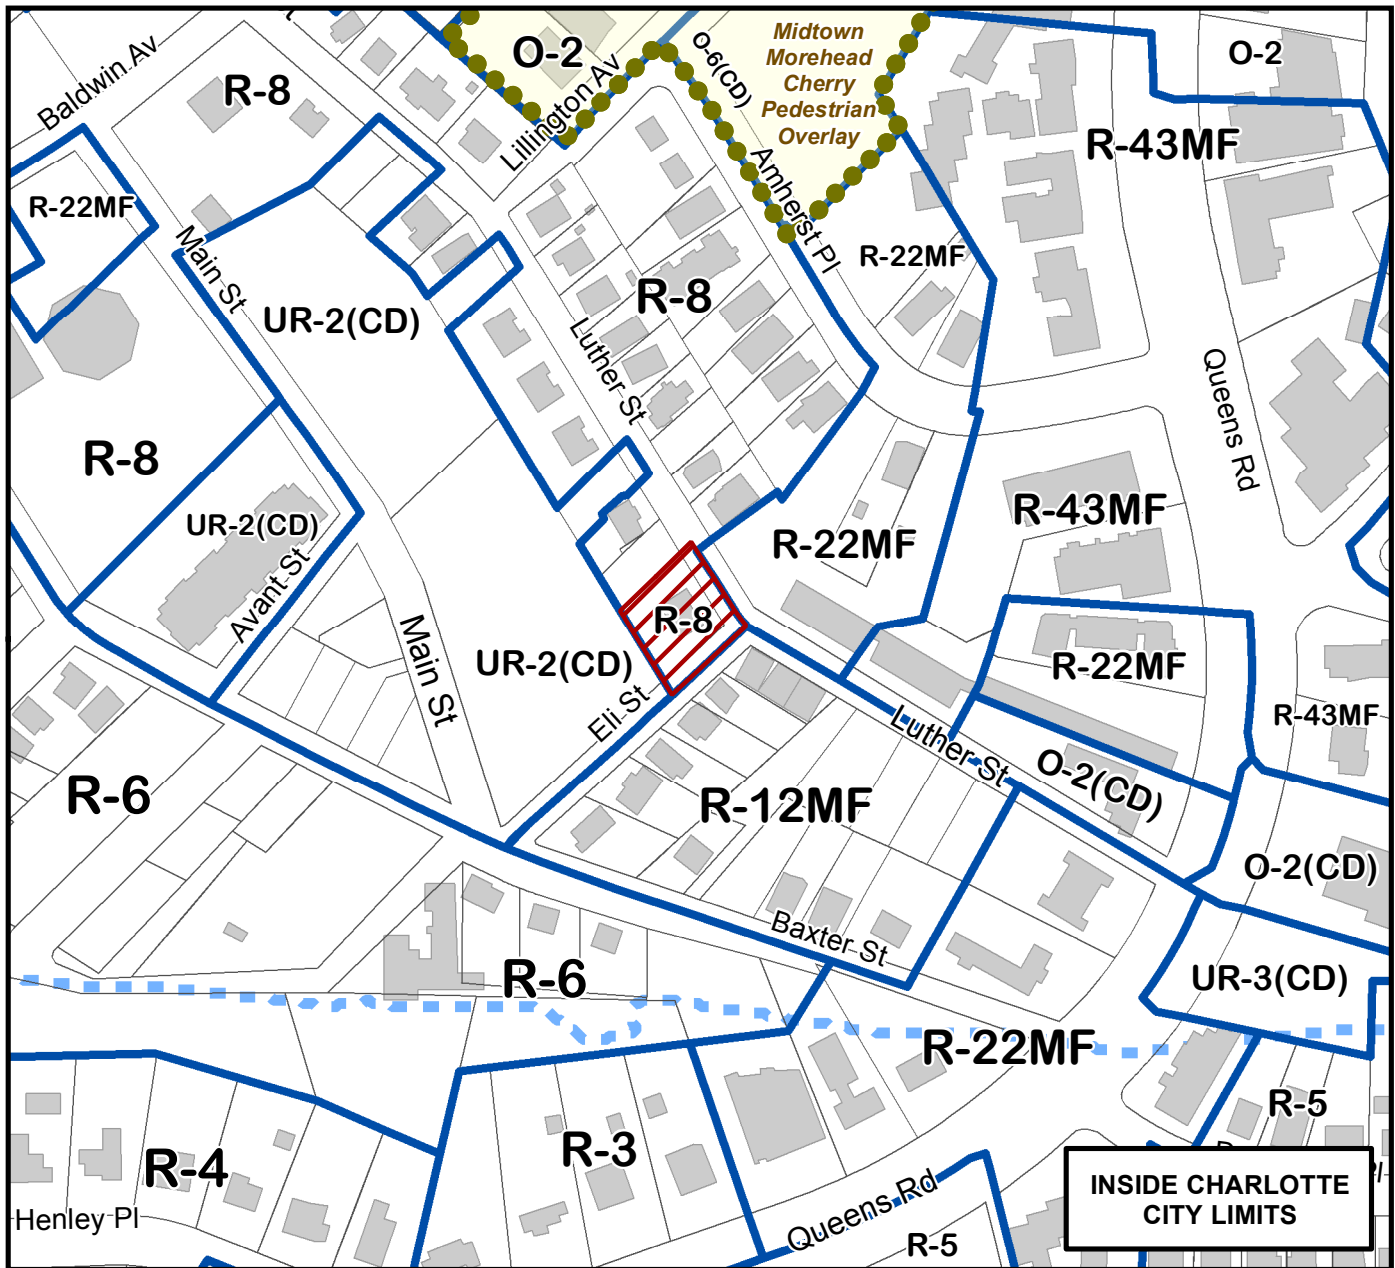 Baldwin Av
R-8
O-2
Lillington Av
O-6(CD)
Midtown
Morehead
Cherry
Pedestrian
Overlay
O-2
R-43MF
R-22MF
Main St
Amherst Pl
R-22MF
UR-2(CD)
R-8
Luther St
Queens Rd
R-8
UR-2(CD)
Avant St
R-22MF
R-43MF
Main St
R-8
UR-2(CD)
Eli St
R-22MF
R-43MF
Luther St
O-2(CD)
R-6
R-12MF
O-2(CD)
Baxter St
R-6
UR-3(CD)
R-22MF
R-5
R-3
R-4
Henley Pl
Queens Rd
R-5
INSIDE CHARLOTTE
CITY LIMITS